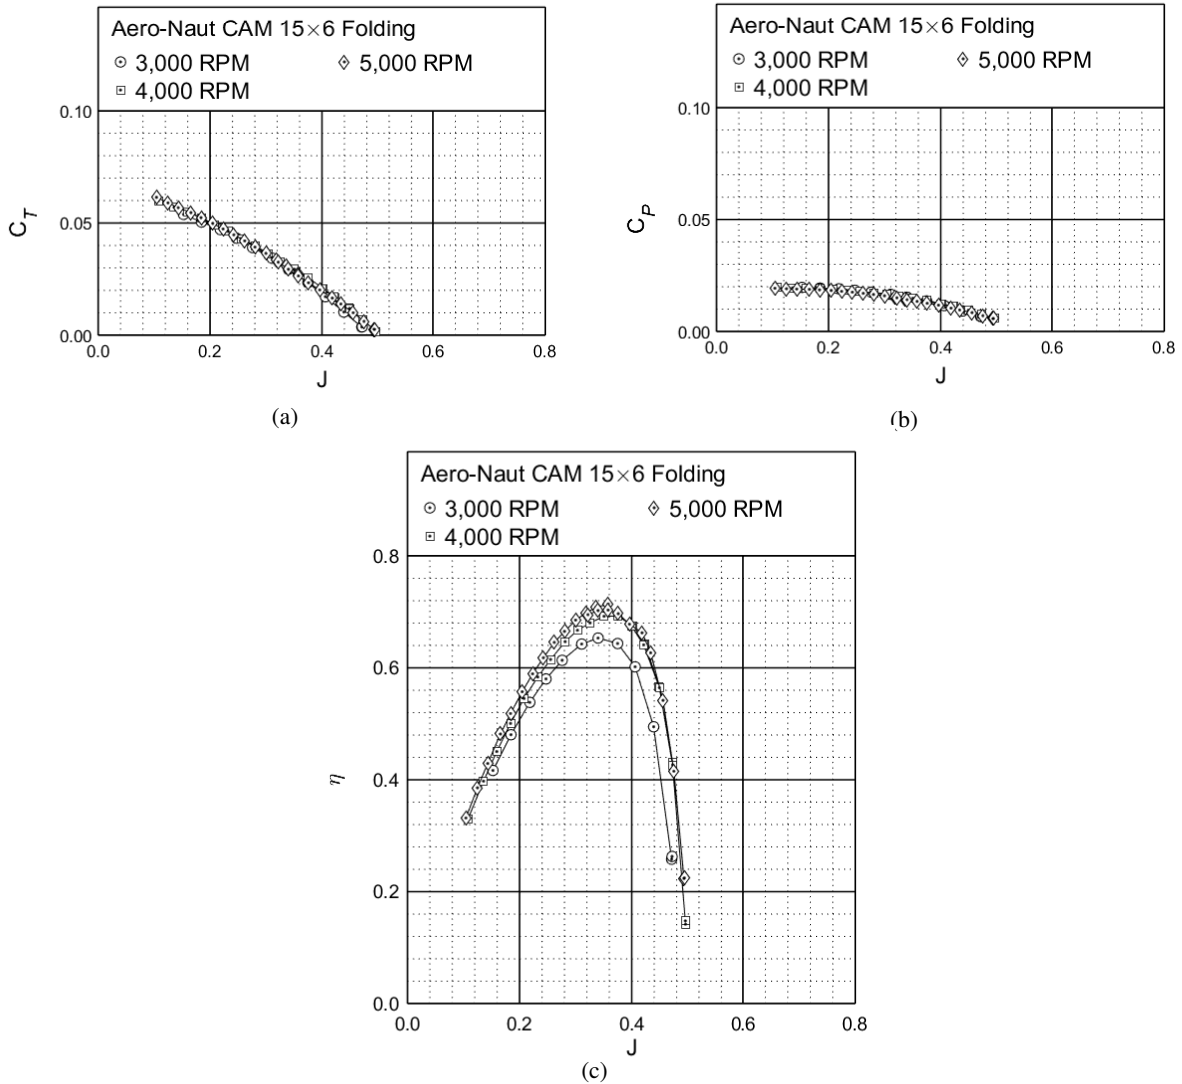 Aero-Naut CAM 15×6 Folding
3,000 RPM 5,000 RPM
4,000 RPM
0.10
0.05
0.00
C_T
0.0 0.2 0.4 0.6 0.8
J
(a)
Aero-Naut CAM 15×6 Folding
3,000 RPM 5,000 RPM
4,000 RPM
0.10
0.05
0.00
C_P
0.0 0.2 0.4 0.6 0.8
J
(b)
Aero-Naut CAM 15×6 Folding
3,000 RPM 5,000 RPM
4,000 RPM
0.8
0.6
0.4
0.2
0.0
η
0.0 0.2 0.4 0.6 0.8
J
(c)